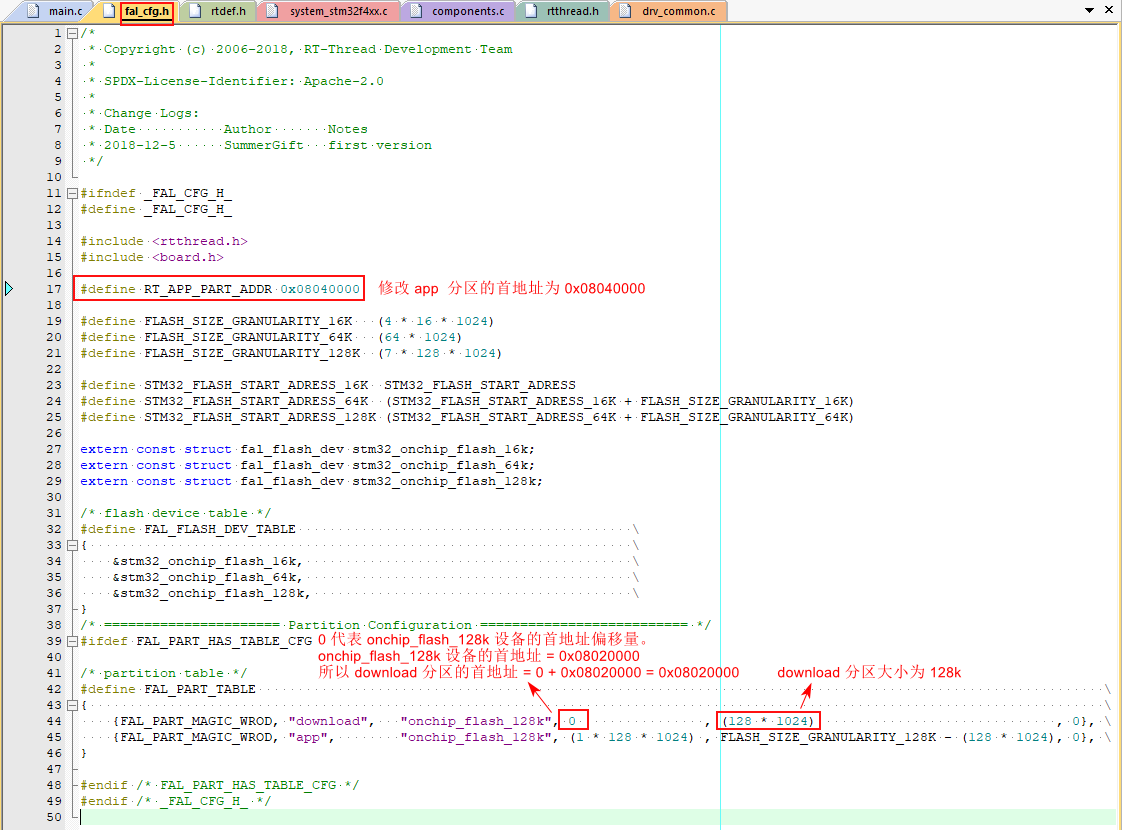 main.c fal_cfg.h rtdef.h system_stm32f4xx.c components.c rtthread.h drv_common.c
1 /*
2 * Copyright (c) 2006-2018, RT-Thread Development Team
3 *
4 * SPDX-License-Identifier: Apache-2.0
5 *
6 * Change Logs:
7 * Date Author Notes
8 * 2018-12-5 SummerGift first version
9 */
10
11 #ifndef _FAL_CFG_H_
12 #define _FAL_CFG_H_
13
14 #include <rtthread.h>
15 #include <board.h>
16
17 #define RT_APP_PART_ADDR 0x08040000 修改 app 分区的首地址为 0x08040000
18
19 #define FLASH_SIZE_GRANULARITY_16K (4 * 16 * 1024)
20 #define FLASH_SIZE_GRANULARITY_64K (64 * 1024)
21 #define FLASH_SIZE_GRANULARITY_128K (7 * 128 * 1024)
22
23 #define STM32_FLASH_START_ADRESS_16K STM32_FLASH_START_ADRESS
24 #define STM32_FLASH_START_ADRESS_64K (STM32_FLASH_START_ADRESS_16K + FLASH_SIZE_GRANULARITY_16K)
25 #define STM32_FLASH_START_ADRESS_128K (STM32_FLASH_START_ADRESS_64K + FLASH_SIZE_GRANULARITY_64K)
26
27 extern const struct fal_flash_dev stm32_onchip_flash_16k;
28 extern const struct fal_flash_dev stm32_onchip_flash_64k;
29 extern const struct fal_flash_dev stm32_onchip_flash_128k;
30
31 /* flash device table */
32 #define FAL_FLASH_DEV_TABLE \
33 { \
34 &stm32_onchip_flash_16k, \
35 &stm32_onchip_flash_64k, \
36 &stm32_onchip_flash_128k, \
37 }
38 /* ====================== Partition Configuration ========================== */
39 #ifdef FAL_PART_HAS_TABLE_CFG 0 代表 onchip_flash_128k 设备的首地址偏移量。
40 onchip_flash_128k 设备的首地址 = 0x08020000
41 /* partition table */ 所以 download 分区的首地址 = 0 + 0x08020000 = 0x08020000 download 分区大小为 128k
42 #define FAL_PART_TABLE \
43 { \
44 {FAL_PART_MAGIC_WROD, "download", "onchip_flash_128k", 0 , (128 * 1024) , 0}, \
45 {FAL_PART_MAGIC_WROD, "app", "onchip_flash_128k", (1 * 128 * 1024) , FLASH_SIZE_GRANULARITY_128K - (128 * 1024), 0}, \
46 }
47
48 #endif /* FAL_PART_HAS_TABLE_CFG */
49 #endif /* _FAL_CFG_H_ */
50